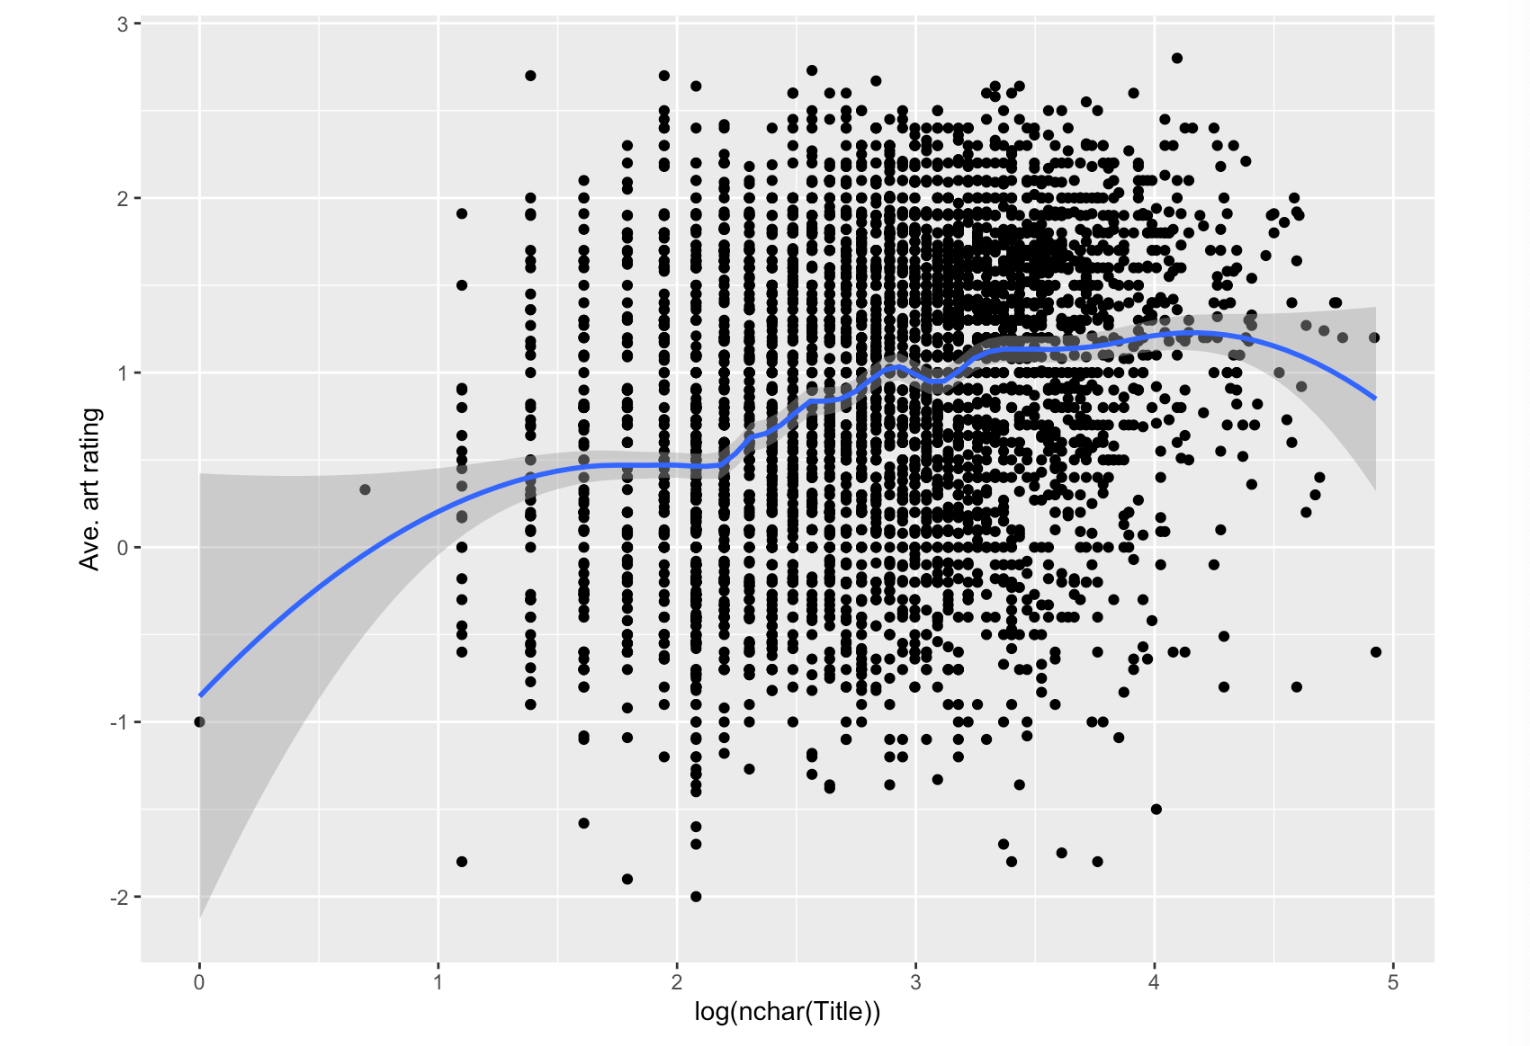 3
2
1
0
-1
-2
Ave. art rating
0 1 2 3 4 5
log(nchar(Title))